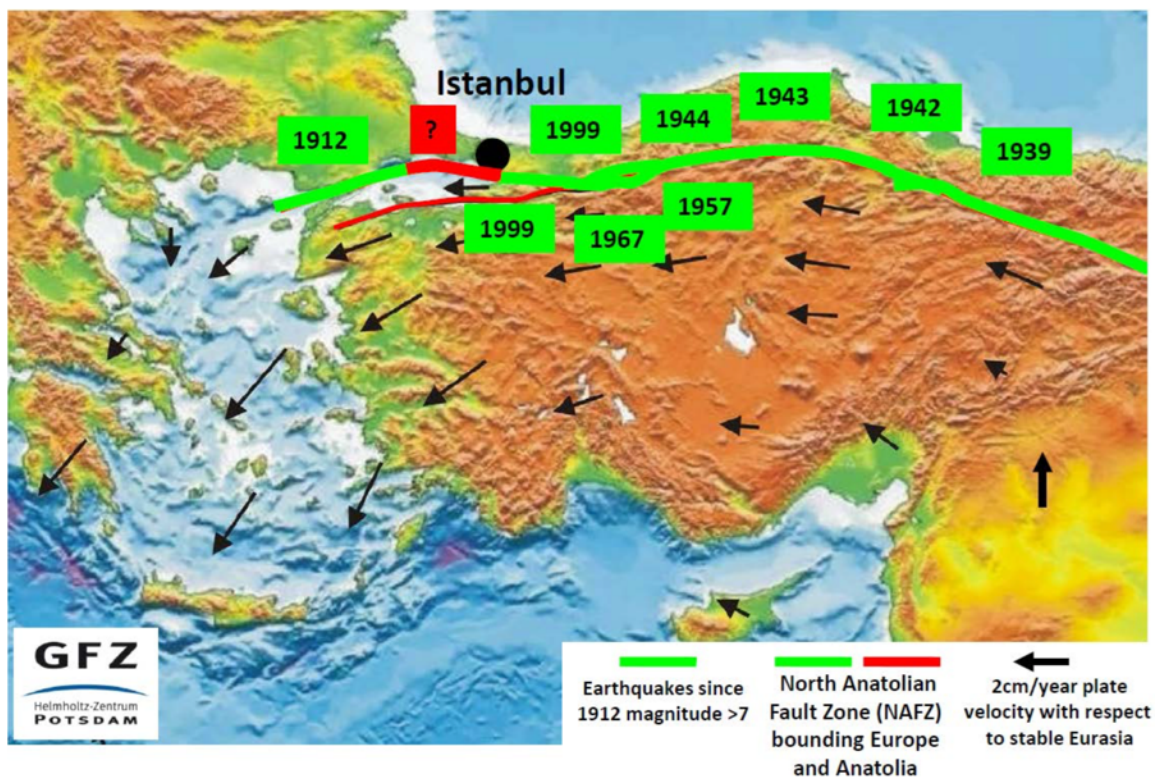 Istanbul
1912
?
1999
1944
1943
1942
1939
1999
1967
1957
GFZ
Helmholtz-Zentrum
POTSDAM
Earthquakes since
1912 magnitude >7
North Anatolian
Fault Zone (NAFZ)
bounding Europe
and Anatolia
2cm/year plate
velocity with respect
to stable Eurasia